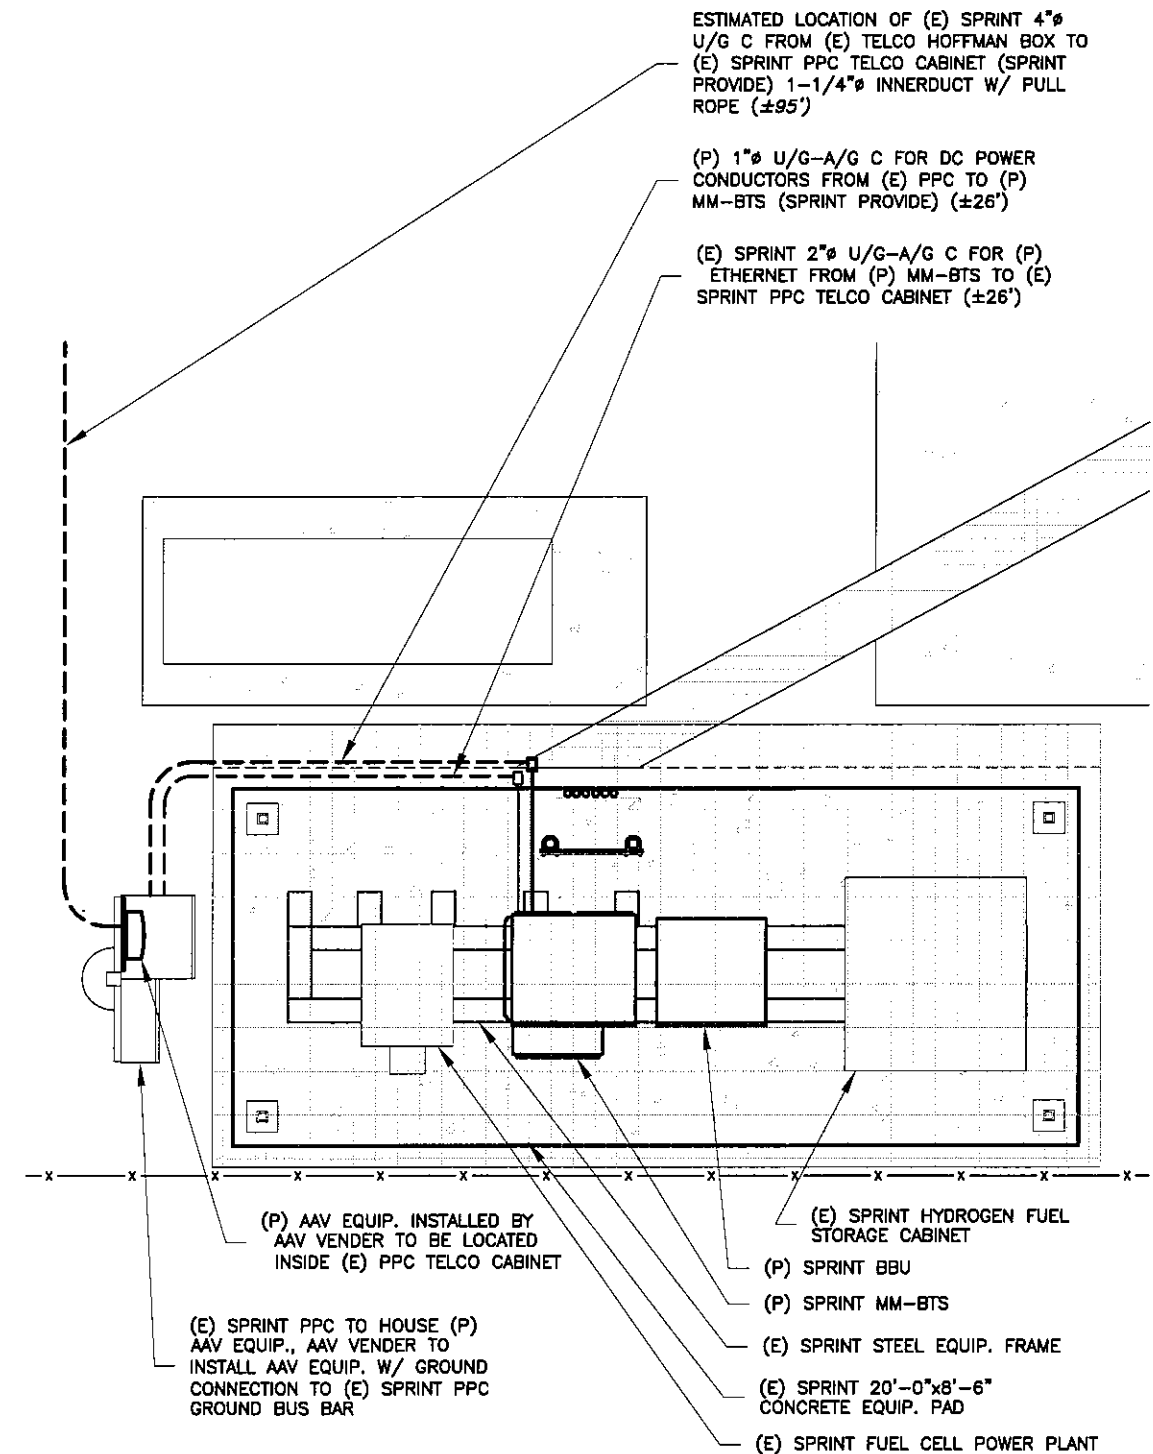 ESTIMATED LOCATION OF (E) SPRINT 4"ø
U/G C FROM (E) TELCO HOFFMAN BOX TO
(E) SPRINT PPC TELCO CABINET (SPRINT
PROVIDE) 1-1/4"ø INNERDUCT W/ PULL
ROPE (±95')
(P) 1"ø U/G-A/G C FOR DC POWER
CONDUCTORS FROM (E) PPC TO (P)
MM-BTS (SPRINT PROVIDE) (±26')
(E) SPRINT 2"ø U/G-A/G C FOR (P)
ETHERNET FROM (P) MM-BTS TO (E)
SPRINT PPC TELCO CABINET (±26')
(P) AAV EQUIP. INSTALLED BY
AAV VENDER TO BE LOCATED
INSIDE (E) PPC TELCO CABINET
(E) SPRINT PPC TO HOUSE (P)
AAV EQUIP., AAV VENDER TO
INSTALL AAV EQUIP. W/ GROUND
CONNECTION TO (E) SPRINT PPC
GROUND BUS BAR
(E) SPRINT HYDROGEN FUEL
STORAGE CABINET
(P) SPRINT BBU
(P) SPRINT MM-BTS
(E) SPRINT STEEL EQUIP. FRAME
(E) SPRINT 20'-0"x8'-6"
CONCRETE EQUIP. PAD
(E) SPRINT FUEL CELL POWER PLANT